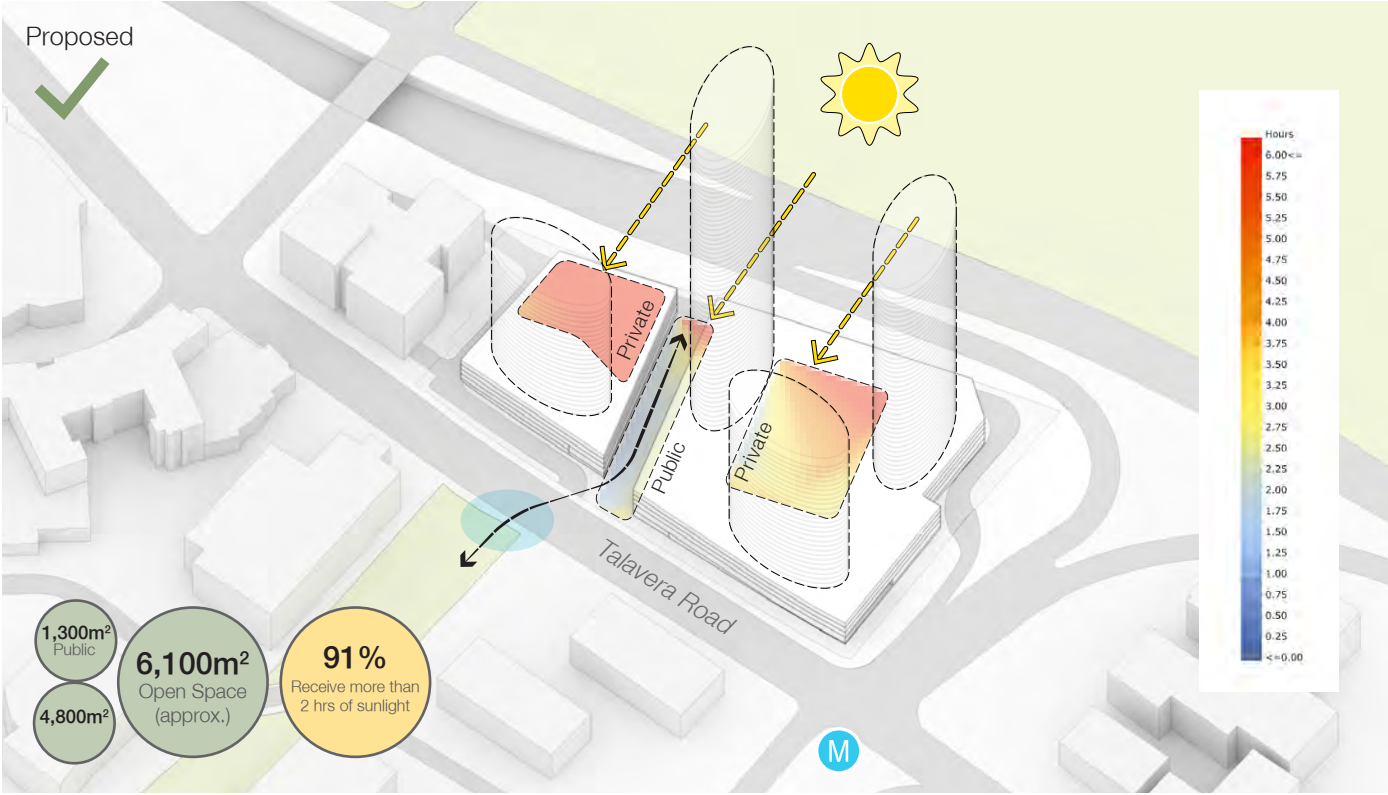 Proposed
Private
Public
Private
Talavera Road
M
1,300m²
Public
4,800m²
6,100m²
Open Space
(approx.)
91%
Receive more than
2 hrs of sunlight
Hours
6.00<=
5.75
5.50
5.25
5.00
4.75
4.50
4.25
4.00
3.75
3.50
3.25
3.00
2.75
2.50
2.25
2.00
1.75
1.50
1.25
1.00
0.75
0.50
0.25
<=0.00